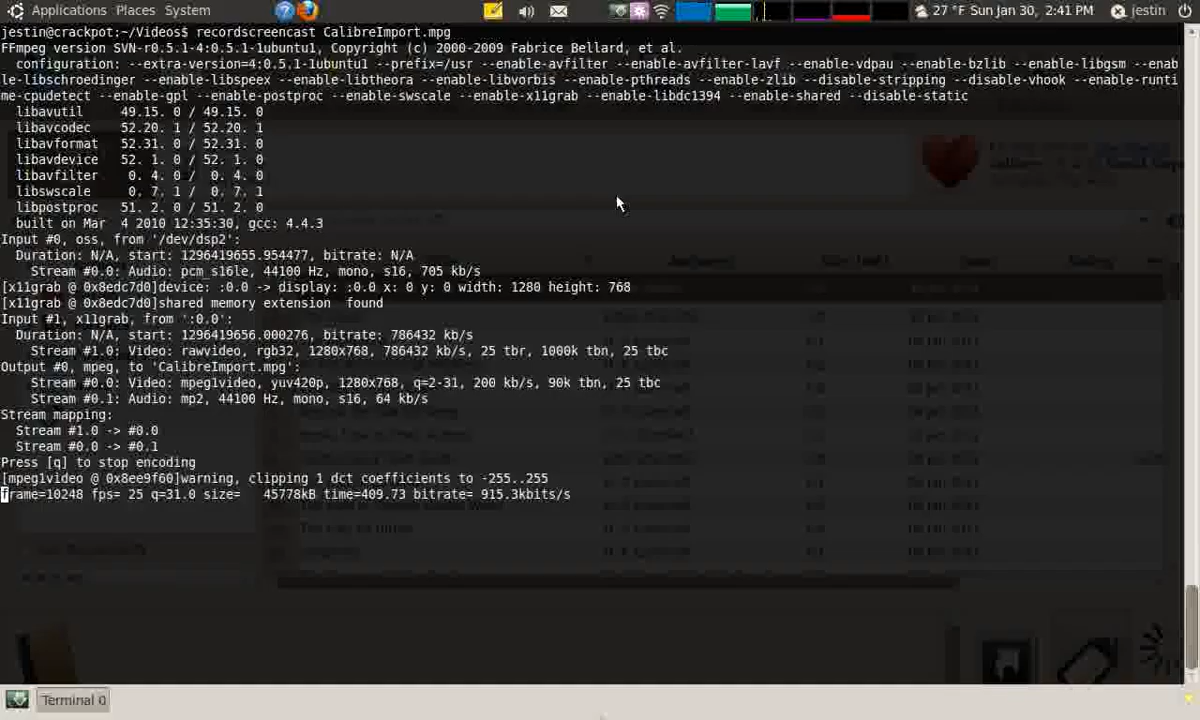 Applications Places System 27 °F Sun Jan 30, 2:41 PM jestin
jestin@crackpot:~/Videos$ recordscreencast CalibreImport.mpg
FFmpeg version SVN-r0.5.1-4:0.5.1-1ubuntu1, Copyright (c) 2000-2009 Fabrice Bellard, et al.
configuration: --extra-version=4:0.5.1-1ubuntu1 --prefix=/usr --enable-avfilter --enable-avfilter-lavf --enable-vdpau --enable-bzlib --enable-libgsm --enab
le-libschroedinger --enable-libspeex --enable-libtheora --enable-libvorbis --enable-pthreads --enable-zlib --disable-stripping --disable-vhook --enable-runti
me-cpudetect --enable-gpl --enable-postproc --enable-swscale --enable-x11grab --enable-libdc1394 --enable-shared --disable-static
libavutil 49.15. 0 / 49.15. 0
libavcodec 52.20. 1 / 52.20. 1
libavformat 52.31. 0 / 52.31. 0
libavdevice 52. 1. 0 / 52. 1. 0
libavfilter 0. 4. 0 / 0. 4. 0
libswscale 0. 7. 1 / 0. 7. 1
libpostproc 51. 2. 0 / 51. 2. 0
built on Mar 4 2010 12:35:30, gcc: 4.4.3
Input #0, oss, from '/dev/dsp2':
Duration: N/A, start: 1296419655.954477, bitrate: N/A
Stream #0.0: Audio: pcm_s16le, 44100 Hz, mono, s16, 705 kb/s
[x11grab @ 0x8edc7d0]device: :0.0 -> display: :0.0 x: 0 y: 0 width: 1280 height: 768
[x11grab @ 0x8edc7d0]shared memory extension found
Input #1, x11grab, from ':0.0':
Duration: N/A, start: 1296419656.000276, bitrate: 786432 kb/s
Stream #1.0: Video: rawvideo, rgb32, 1280x768, 786432 kb/s, 25 tbr, 1000k tbn, 25 tbc
Output #0, mpeg, to 'CalibreImport.mpg':
Stream #0.0: Video: mpeg1video, yuv420p, 1280x768, q=2-31, 200 kb/s, 90k tbn, 25 tbc
Stream #0.1: Audio: mp2, 44100 Hz, mono, s16, 64 kb/s
Stream mapping:
Stream #1.0 -> #0.0
Stream #0.0 -> #0.1
Press [q] to stop encoding
[mpeg1video @ 0x8ee9f60]warning, clipping 1 dct coefficients to -255..255
frame=10248 fps= 25 q=31.0 size= 45778kB time=409.73 bitrate= 915.3kbits/s
Terminal 0